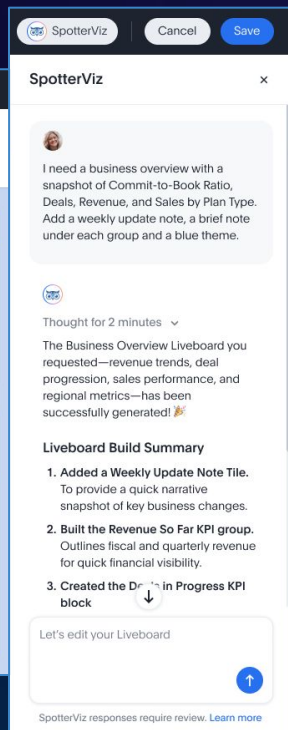 SpotterViz
Cancel
Save
SpotterViz
×
I need a business overview with a
snapshot of Commit-to-Book Ratio,
Deals, Revenue, and Sales by Plan Type.
Add a weekly update note, a brief note
under each group and a blue theme.
Thought for 2 minutes
The Business Overview Liveboard you
requested—revenue trends, deal
progression, sales performance, and
regional metrics—has been
successfully generated! 🎉
Liveboard Build Summary
1. Added a Weekly Update Note Tile.
To provide a quick narrative
snapshot of key business changes.
2. Built the Revenue So Far KPI group.
Outlines fiscal and quarterly revenue
for quick financial visibility.
3. Created the Deals in Progress KPI
block
Let's edit your Liveboard
SpotterViz responses require review. Learn more